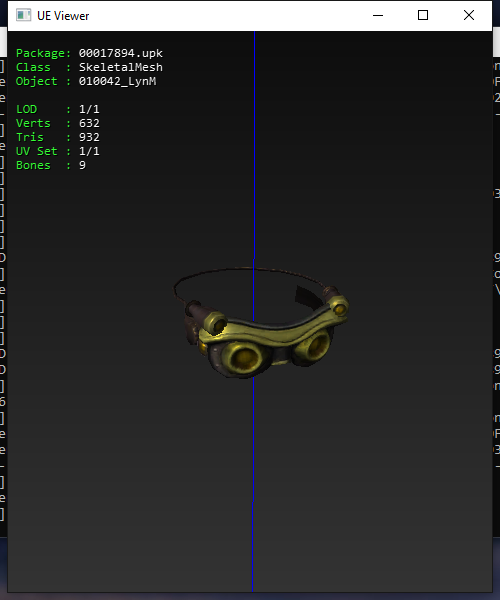 UE Viewer
Package: 00017894.upk
Class  : SkeletalMesh
Object : 010042_LynM
LOD    : 1/1
Verts  : 632
Tris   : 932
UV Set : 1/1
Bones  : 9